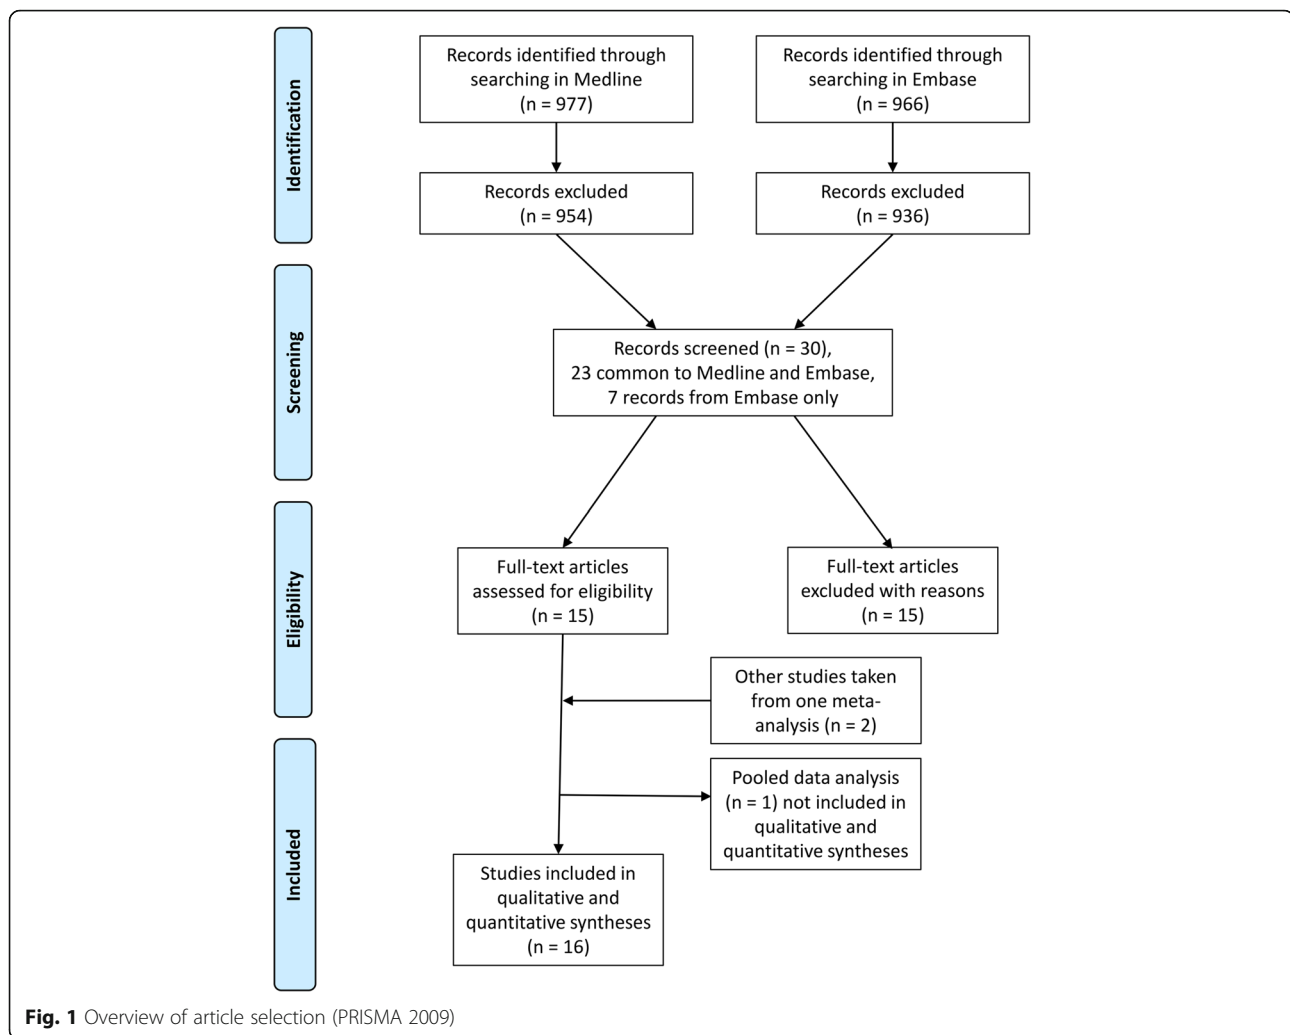 Identification
Records identified through
searching in Medline
(n = 977)
Records identified through
searching in Embase
(n = 966)
Records excluded
(n = 954)
Records excluded
(n = 936)
Screening
Records screened (n = 30),
23 common to Medline and Embase,
7 records from Embase only
Eligibility
Full-text articles
assessed for eligibility
(n = 15)
Full-text articles
excluded with reasons
(n = 15)
Other studies taken
from one meta-
analysis (n = 2)
Included
Pooled data analysis
(n = 1) not included in
qualitative and
quantitative syntheses
Studies included in
qualitative and
quantitative syntheses
(n = 16)
Fig. 1 Overview of article selection (PRISMA 2009)